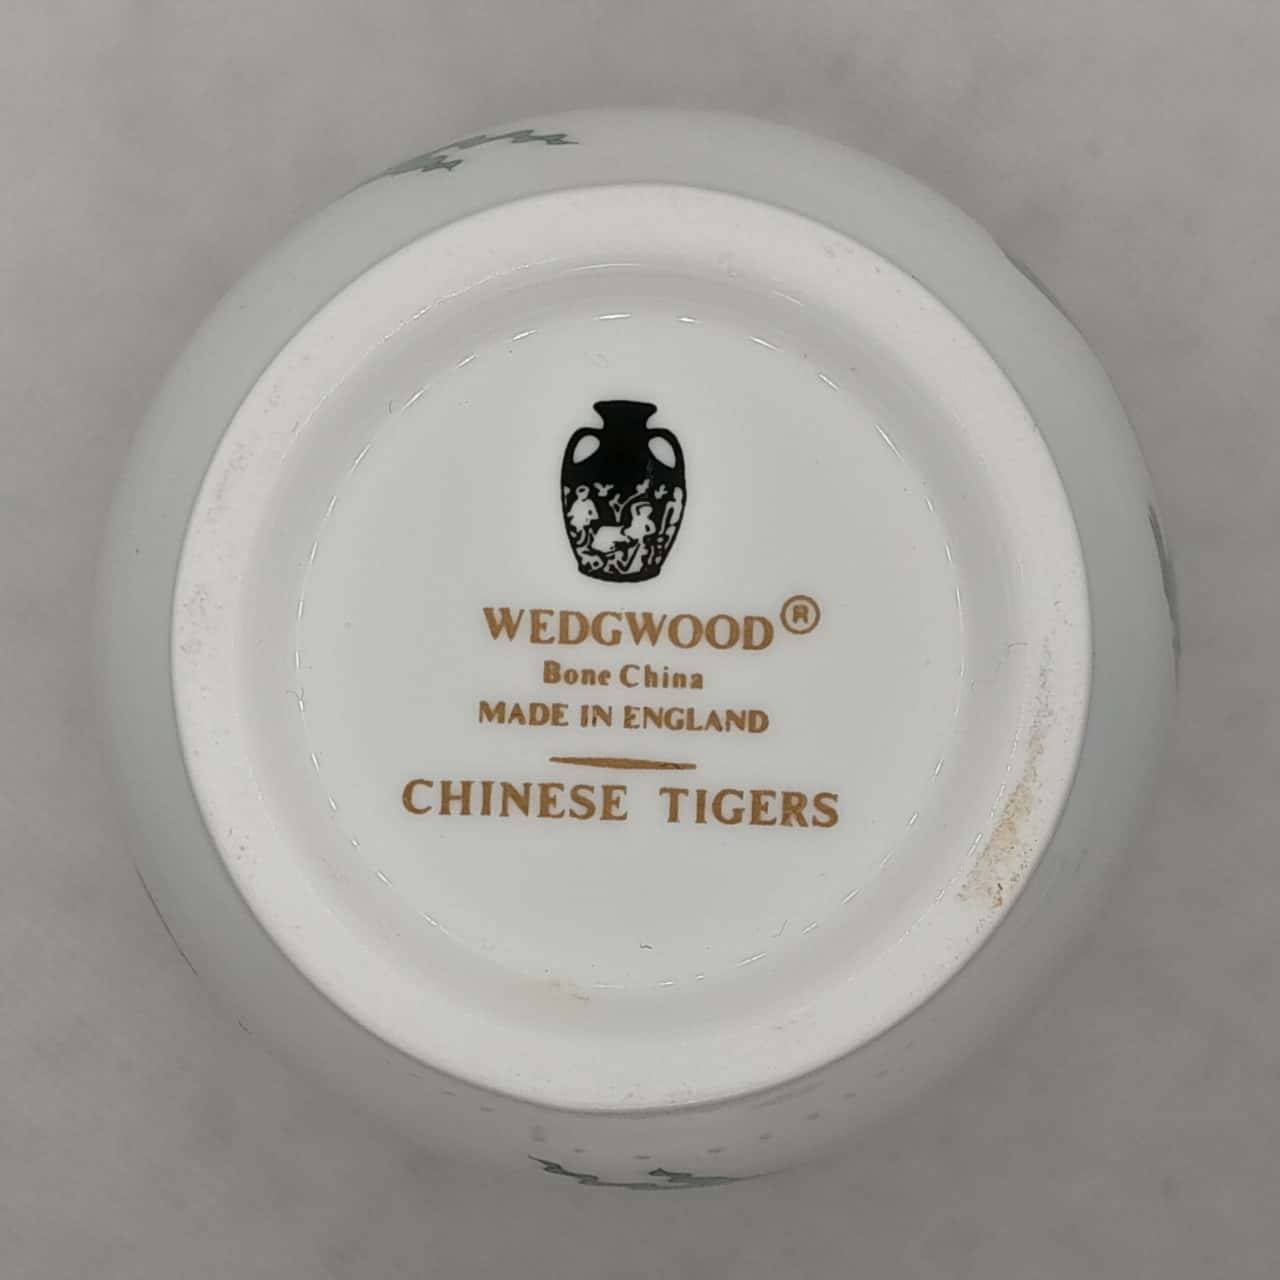 WEDGWOOD®
Bone China
MADE IN ENGLAND
CHINESE TIGERS